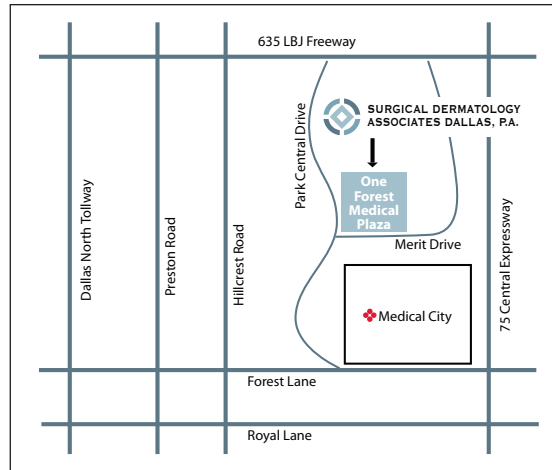 635 LBJ Freeway
SURGICAL DERMATOLOGY
ASSOCIATES DALLAS, P.A.
Park Central Drive
One
Forest
Medical
Plaza
Dallas North Tollway
Preston Road
Hillcrest Road
Merit Drive
75 Central Expressway
Medical City
Forest Lane
Royal Lane